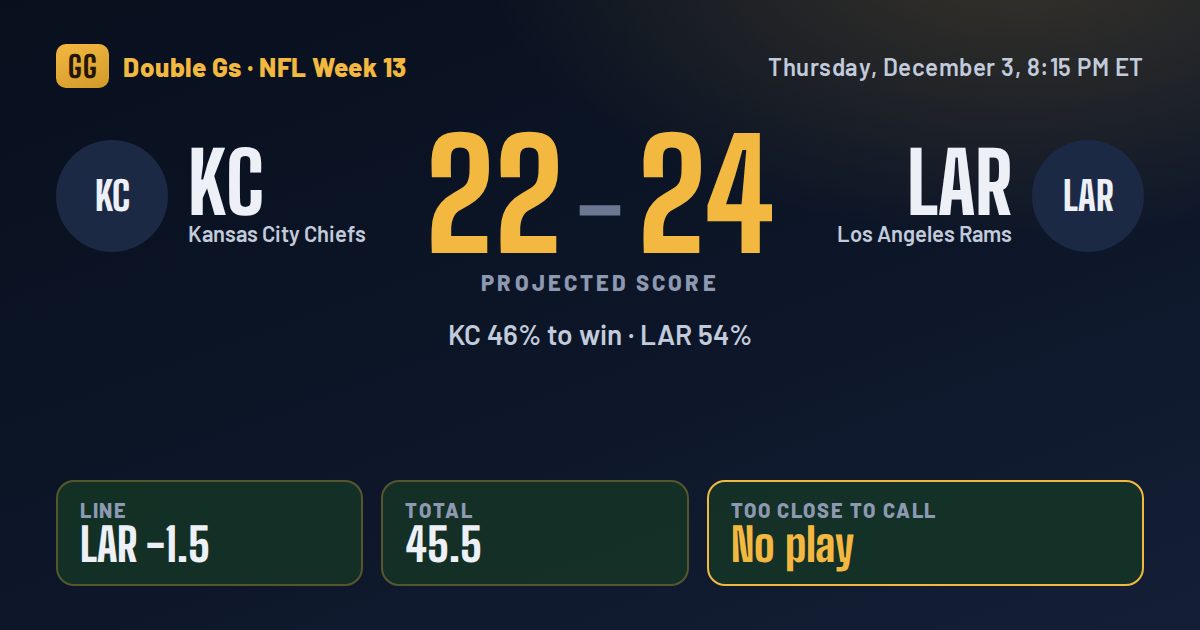 GG
Double Gs · NFL Week 13
Thursday, December 3, 8:15 PM ET
KC
KC
Kansas City Chiefs
22 – 24
LAR
Los Angeles Rams
LAR
PROJECTED SCORE
KC 46% to win · LAR 54%
LINE
LAR −1.5
TOTAL
45.5
TOO CLOSE TO CALL
No play